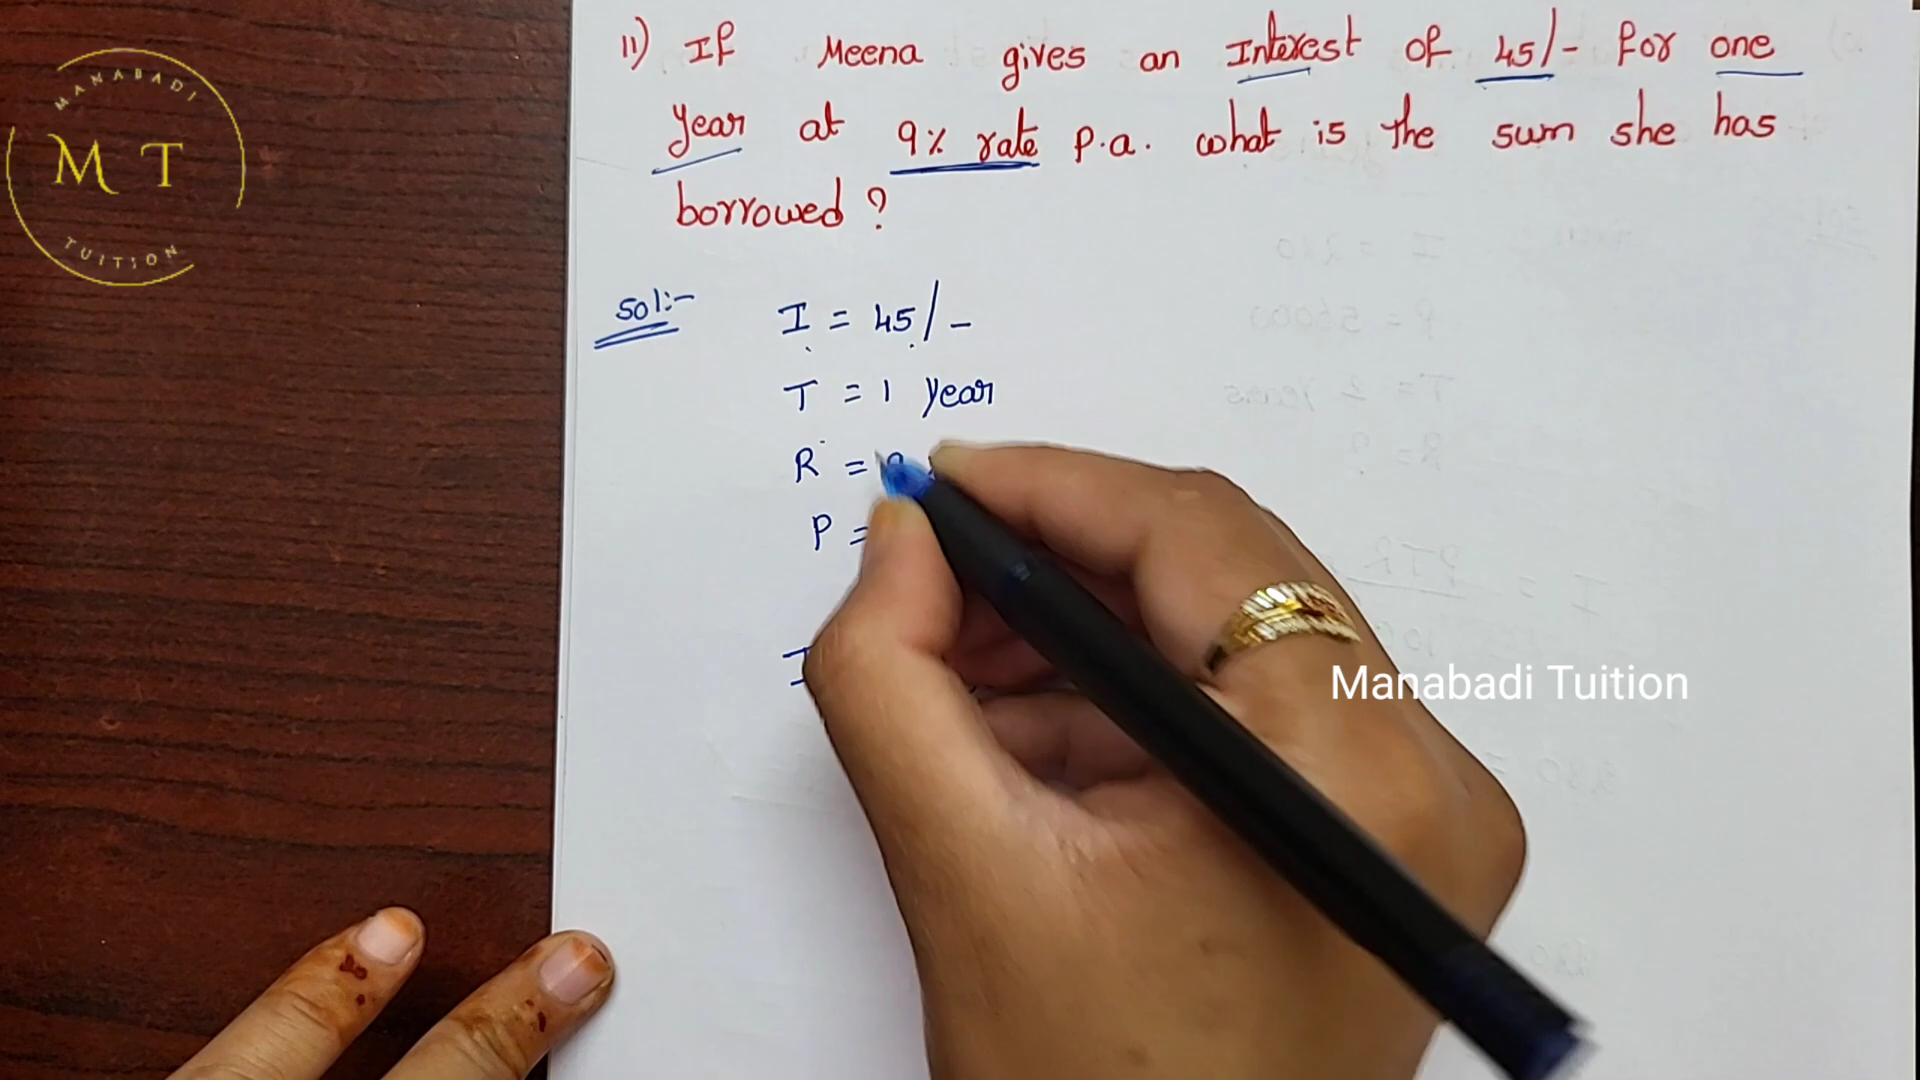 MANABADI
M T
TUITION
11) If Meena gives an Interest of 45/- for one
year at 9% rate p.a. what is the sum she has
borrowed ?
Sol:-
I = 45/-
T = 1 year
R =
P =
I
Manabadi Tuition